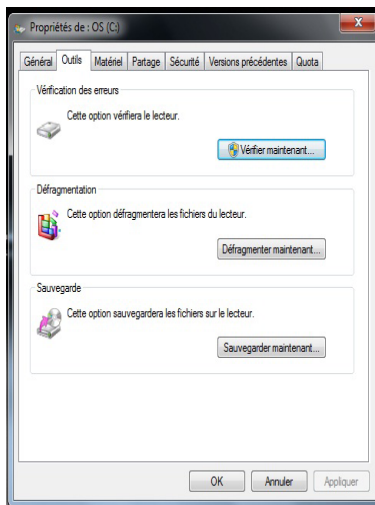 Propriétés de : OS (C:)
Général Outils Matériel Partage Sécurité Versions précédentes Quota
Vérification des erreurs
Cette option vérifiera le lecteur.
Vérifier maintenant...
Défragmentation
Cette option défragmentera les fichiers du lecteur.
Défragmenter maintenant...
Sauvegarde
Cette option sauvegardera les fichiers sur le lecteur.
Sauvegarder maintenant...
OK Annuler Appliquer